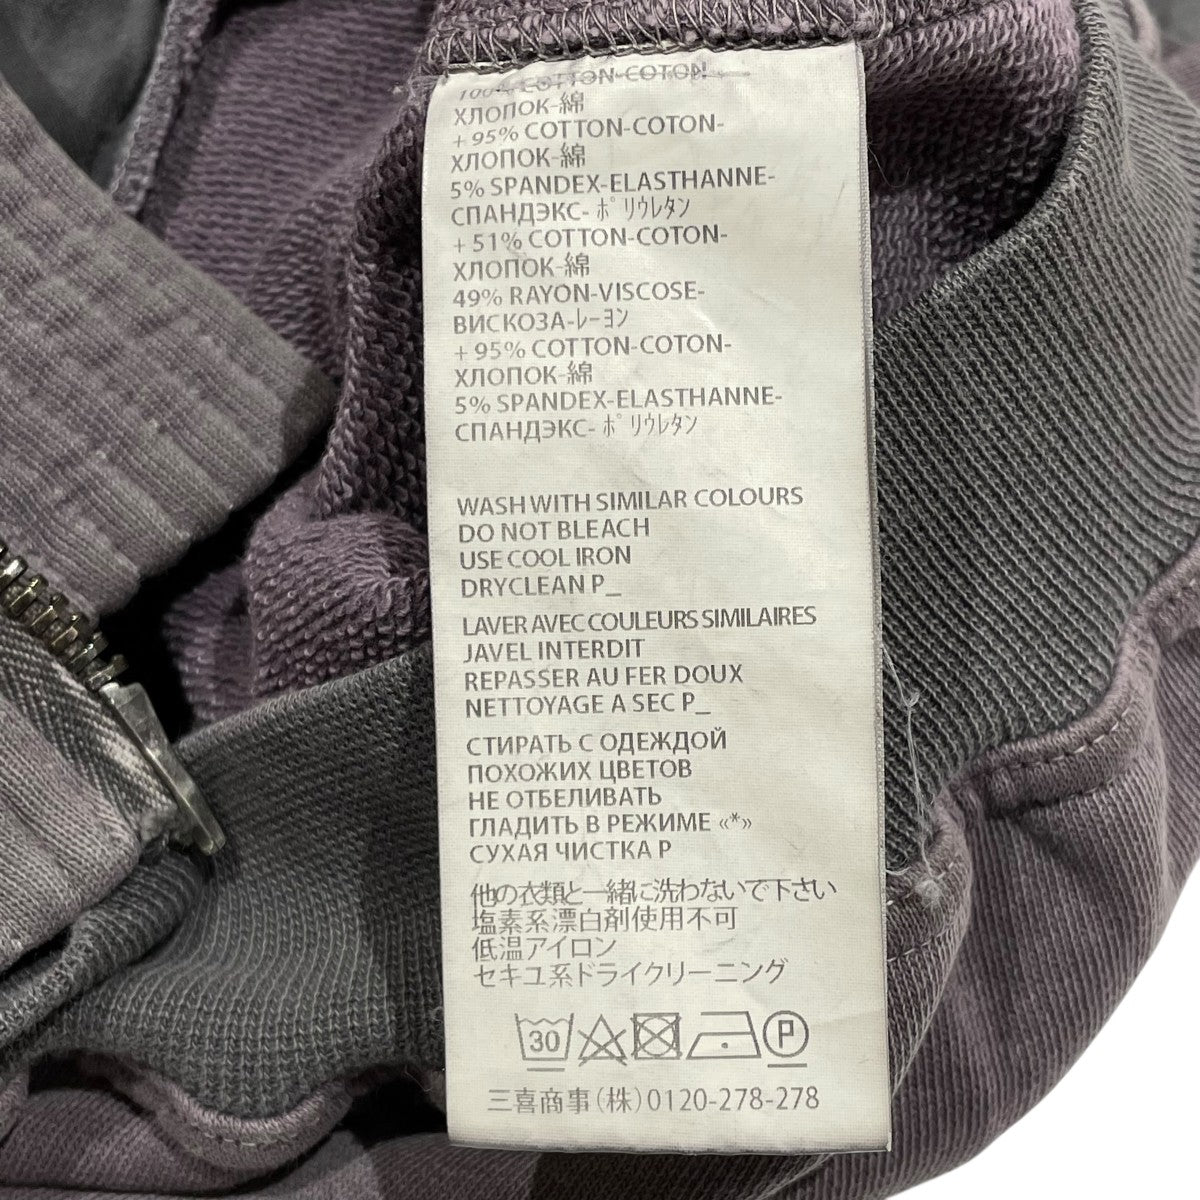 100% COTTON-COTON-
ХЛОПОК-綿
+ 95% COTTON-COTON-
ХЛОПОК-綿
5% SPANDEX-ELASTHANNE-
СПАНДЭКС-ﾎﾟﾘｳﾚﾀﾝ
+ 51% COTTON-COTON-
ХЛОПОК-綿
49% RAYON-VISCOSE-
ВИСКОЗА-ﾚｰﾖﾝ
+ 95% COTTON-COTON-
ХЛОПОК-綿
5% SPANDEX-ELASTHANNE-
СПАНДЭКС-ﾎﾟﾘｳﾚﾀﾝ
WASH WITH SIMILAR COLOURS
DO NOT BLEACH
USE COOL IRON
DRYCLEAN P_
LAVER AVEC COULEURS SIMILAIRES
JAVEL INTERDIT
REPASSER AU FER DOUX
NETTOYAGE A SEC P_
СТИРАТЬ С ОДЕЖДОЙ
ПОХОЖИХ ЦВЕТОВ
НЕ ОТБЕЛИВАТЬ
ГЛАДИТЬ В РЕЖИМЕ «*»
СУХАЯ ЧИСТКА P
他の衣類と一緒に洗わないで下さい
塩素系漂白剤使用不可
低温アイロン
セキユ系ドライクリーニング
30 P
三喜商事(株)0120-278-278